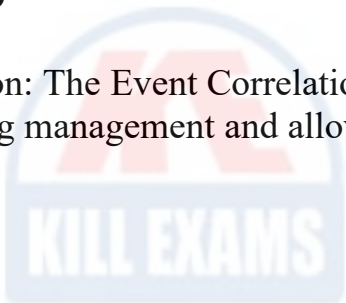 on: The Event Correlatio
g management and allov
KILL EXAMS